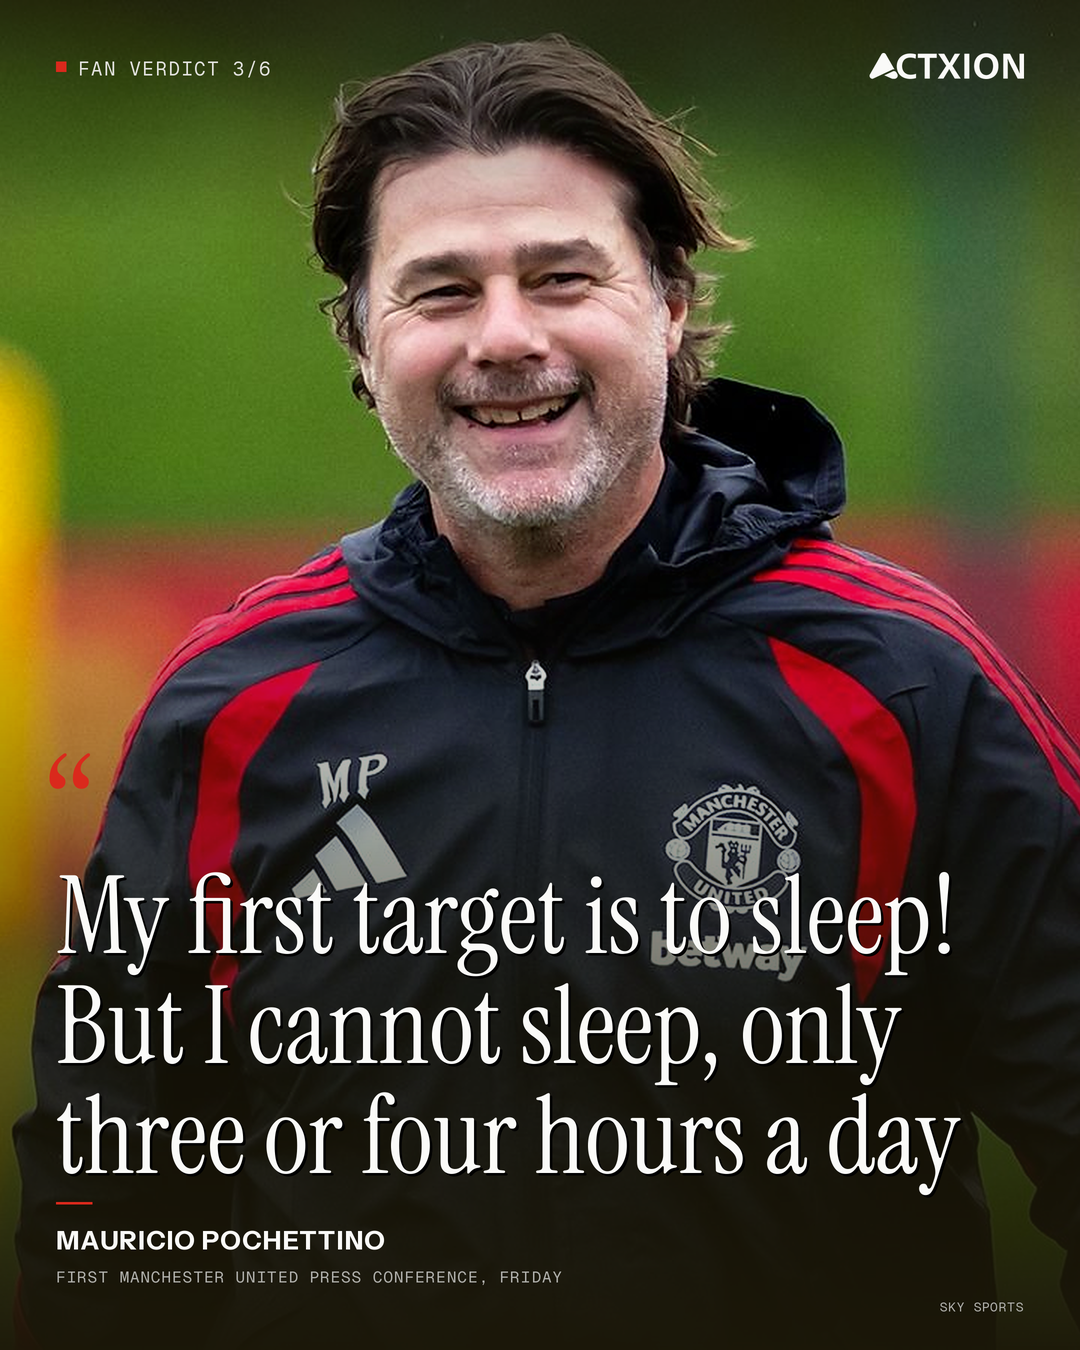 FAN VERDICT 3/6
ACTXION
MP
MANCHESTER
UNITED
betway
“
My first target is to sleep!
But I cannot sleep, only
three or four hours a day
MAURICIO POCHETTINO
FIRST MANCHESTER UNITED PRESS CONFERENCE, FRIDAY
SKY SPORTS